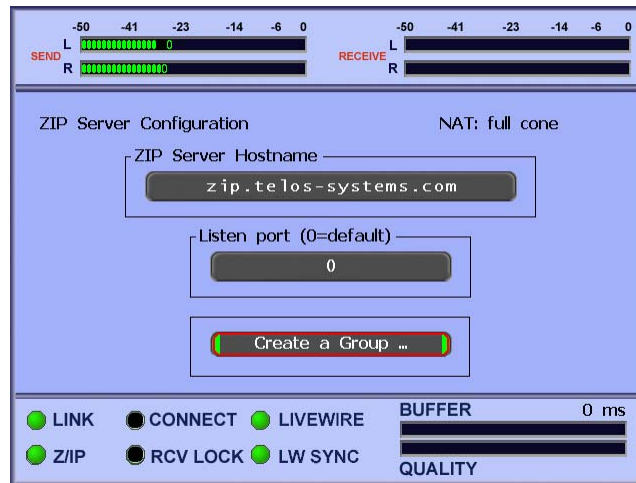 -50 -41 -23 -14 -6 0 -50 -41 -23 -14 -6 0
L L
SEND RECEIVE
R R
ZIP Server Configuration NAT: full cone
ZIP Server Hostname
zip.telos-systems.com
Listen port (0=default)
0
Create a Group …
LINK CONNECT LIVEWIRE BUFFER 0 ms
Z/IP RCV LOCK LW SYNC
QUALITY